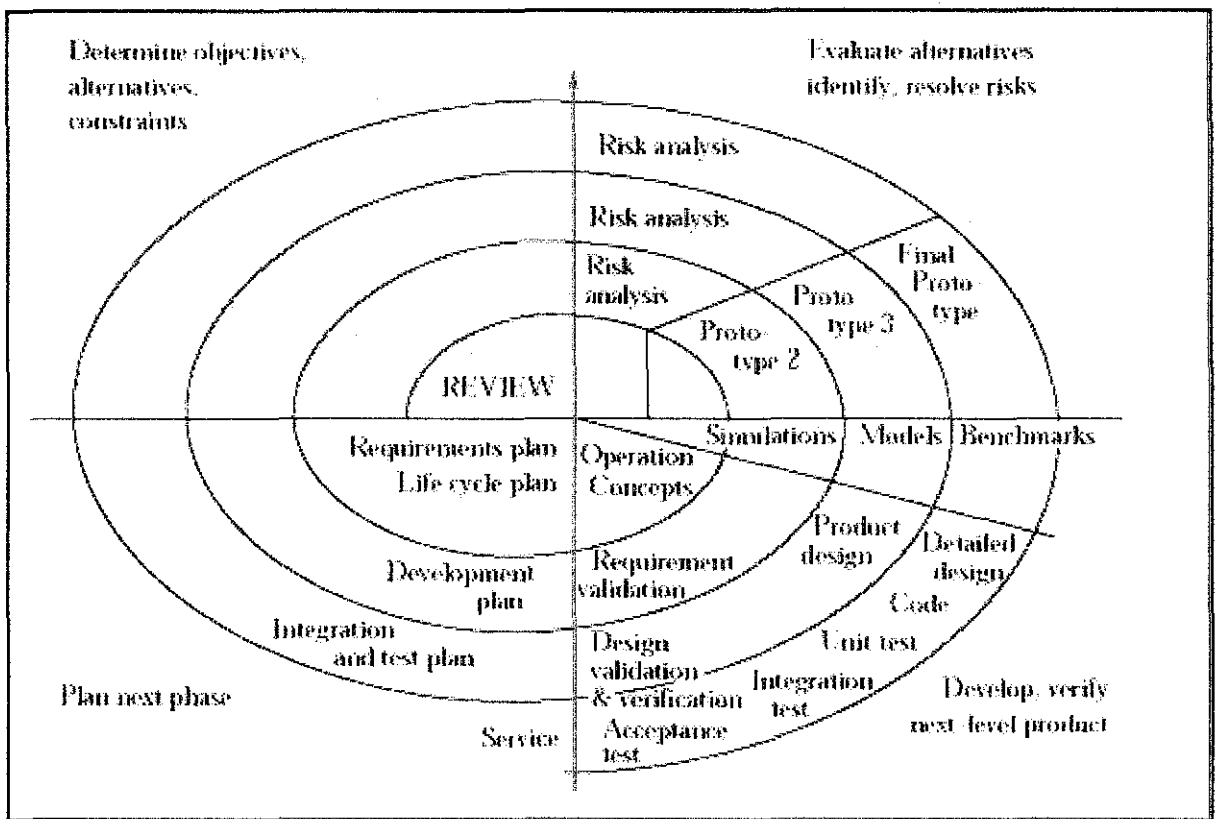 Determine objectives,
alternatives,
constraints
Evaluate alternatives
identify, resolve risks
Risk analysis
Risk analysis
Risk
analysis
Final
Proto-
type
Proto
type 3
Proto-
type 2
REVIEW
Simulations
Models
Benchmarks
Requirements plan
Life cycle plan
Operation
Concepts
Product
design
Detailed
design
Development
plan
Requirement
validation
Code
Integration
and test plan
Design
validation
& verification
Unit test
Integration
test
Plan next phase
Develop, verify
next-level product
Service
Acceptance
test